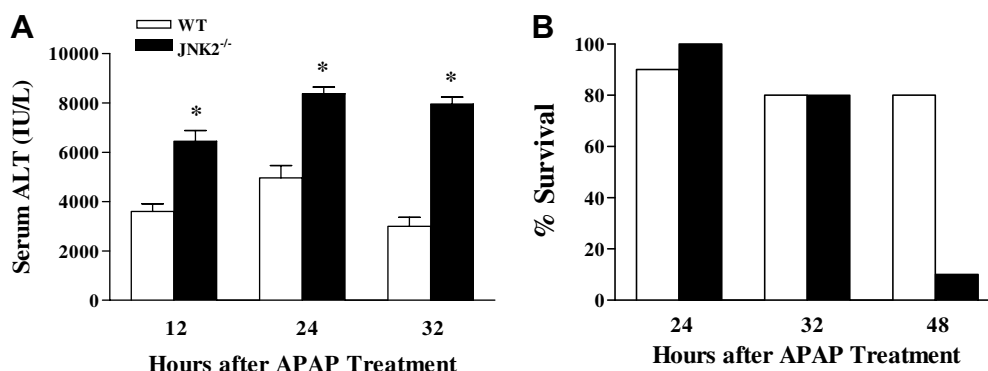 A
WT
JNK2-/-
Serum ALT (IU/L)
10000
8000
6000
4000
2000
0
*
*
*
12 24 32
Hours after APAP Treatment
B
% Survival
100
80
60
40
20
0
24 32 48
Hours after APAP Treatment